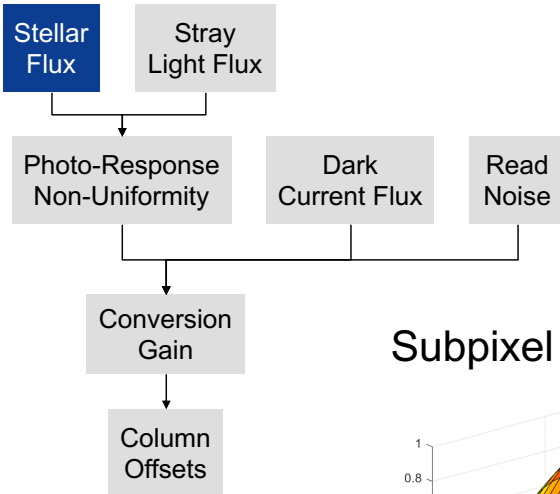 Stellar
Flux
Stray
Light Flux
Photo-Response
Non-Uniformity
Dark
Current Flux
Read
Noise
Conversion
Gain
Subpixel
Column
Offsets
1
0.8